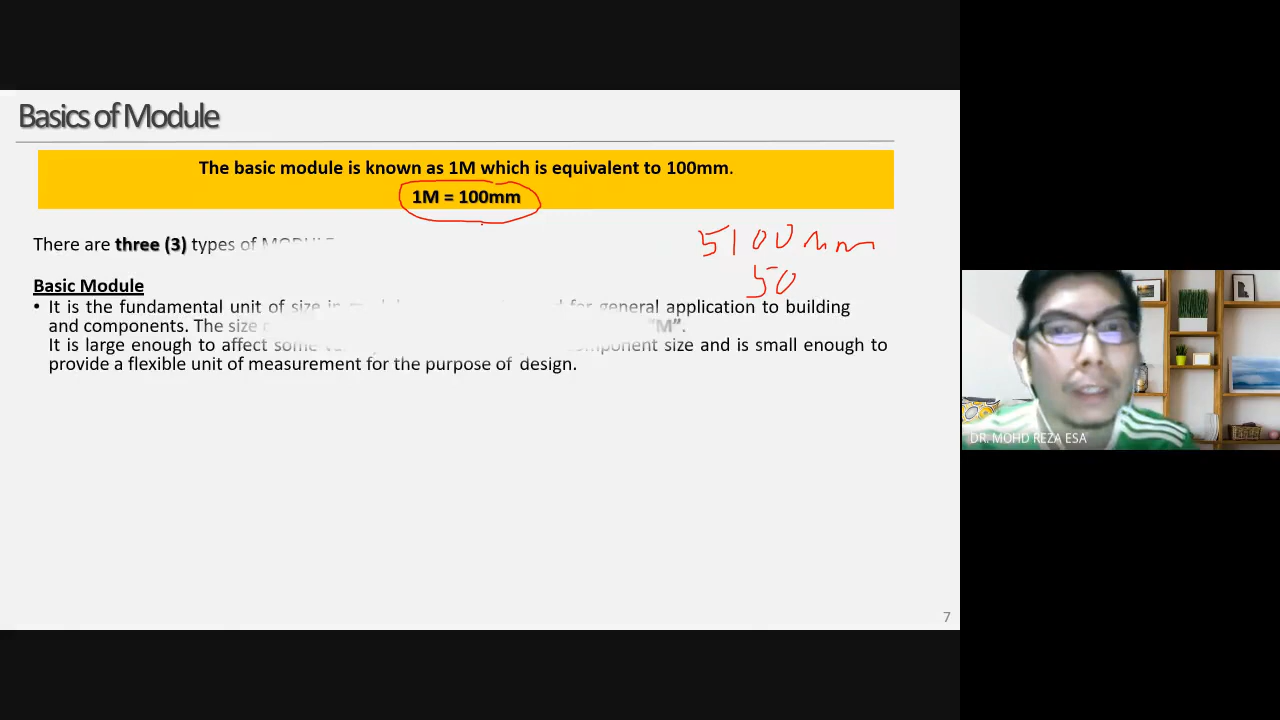 Basics of Module
The basic module is known as 1M which is equivalent to 100mm.
1M = 100mm
There are three (3) types of MODULE
5100mm
50
Basic Module
• It is the fundamental unit of size in for general application to building
and components. The size "M".
It is large enough to affect some component size and is small enough to
provide a flexible unit of measurement for the purpose of design.
DR. MOHD REZA ESA
7